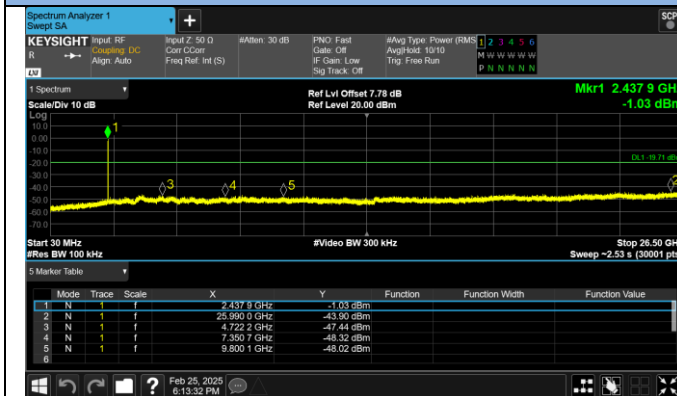 Spectrum Analyzer 1
Swept SA
+
SCP
KEYSIGHT Input: RF Input Z: 50 Ω #Atten: 30 dB PNO: Fast #Avg Type: Power (RMS 1 2 3 4 5 6
R Coupling: DC Corr CCorr Gate: Off Avg|Hold: 10/10 M W W W W W
Align: Auto Freq Ref: Int (S) IF Gain: Low Trig: Free Run
Sig Track: Off P N N N N N
LXI
1 Spectrum Ref Lvl Offset 7.78 dB Mkr1 2.437 9 GH
Scale/Div 10 dB Ref Level 20.00 dBm -1.03 dBn
Log
10.0
1
0.00
-10.0
-20.0 DL1 -19.71 dB
-30.0
-40.0 3 4 5 2
-50.0
-60.0
-70.0
Start 30 MHz #Video BW 300 kHz Stop 26.50 GH
#Res BW 100 kHz Sweep ~2.53 s (30001 pts
5 Marker Table
Mode Trace Scale X Y Function Function Width Function Value
1 N 1 f 2.437 9 GHz -1.03 dBm
2 N 1 f 25.990 0 GHz -43.90 dBm
3 N 1 f 4.722 2 GHz -47.44 dBm
4 N 1 f 7.350 7 GHz -48.32 dBm
5 N 1 f 9.800 1 GHz -48.02 dBm
6
? Feb 25, 2025
6:13:32 PM